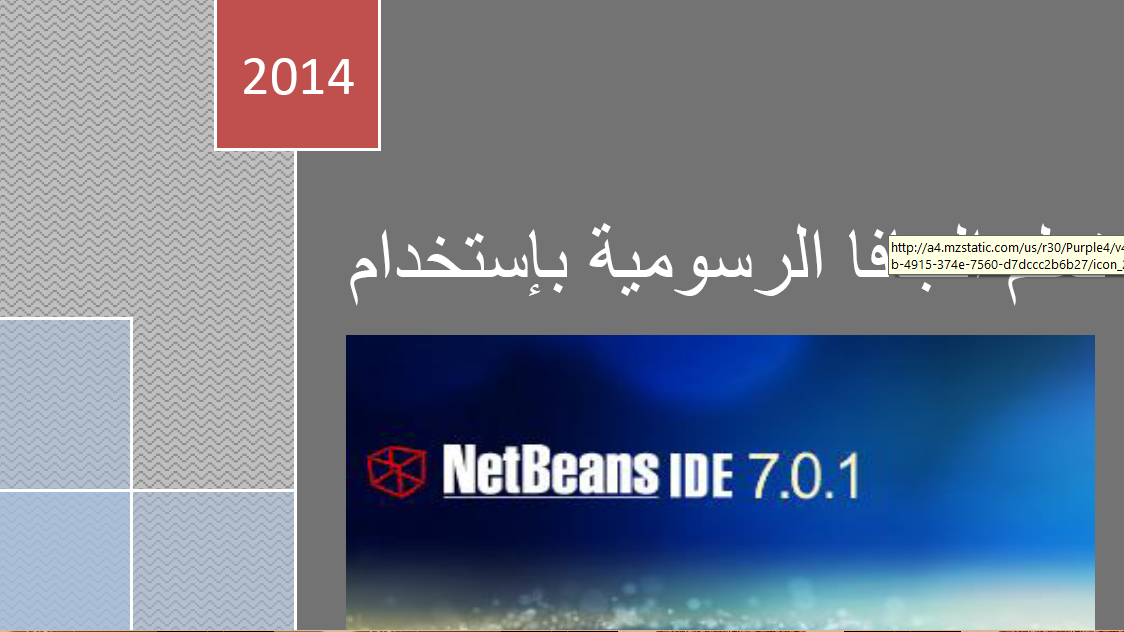 2014
الرسومية بإستخدام
http://a4.mzstatic.com/us/r30/Purple4/v4
b-4915-374e-7560-d7dccc2b6b27/icon_
NetBeans IDE 7.0.1